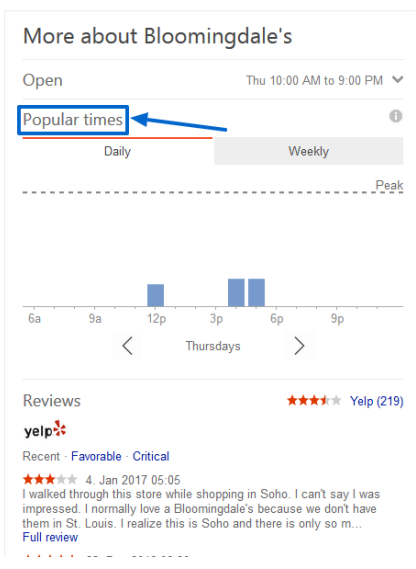 More about Bloomingdale's
Open Thu 10:00 AM to 9:00 PM
Popular times
Daily Weekly
Peak
6a 9a 12p 3p 6p 9p
Thursdays
Reviews Yelp (219)
yelp
Recent · Favorable · Critical
4. Jan 2017 05:05
I walked through this store while shopping in Soho. I can't say I was
impressed. I normally love a Bloomingdale's because we don't have
them in St. Louis. I realize this is Soho and there is only so m...
Full review